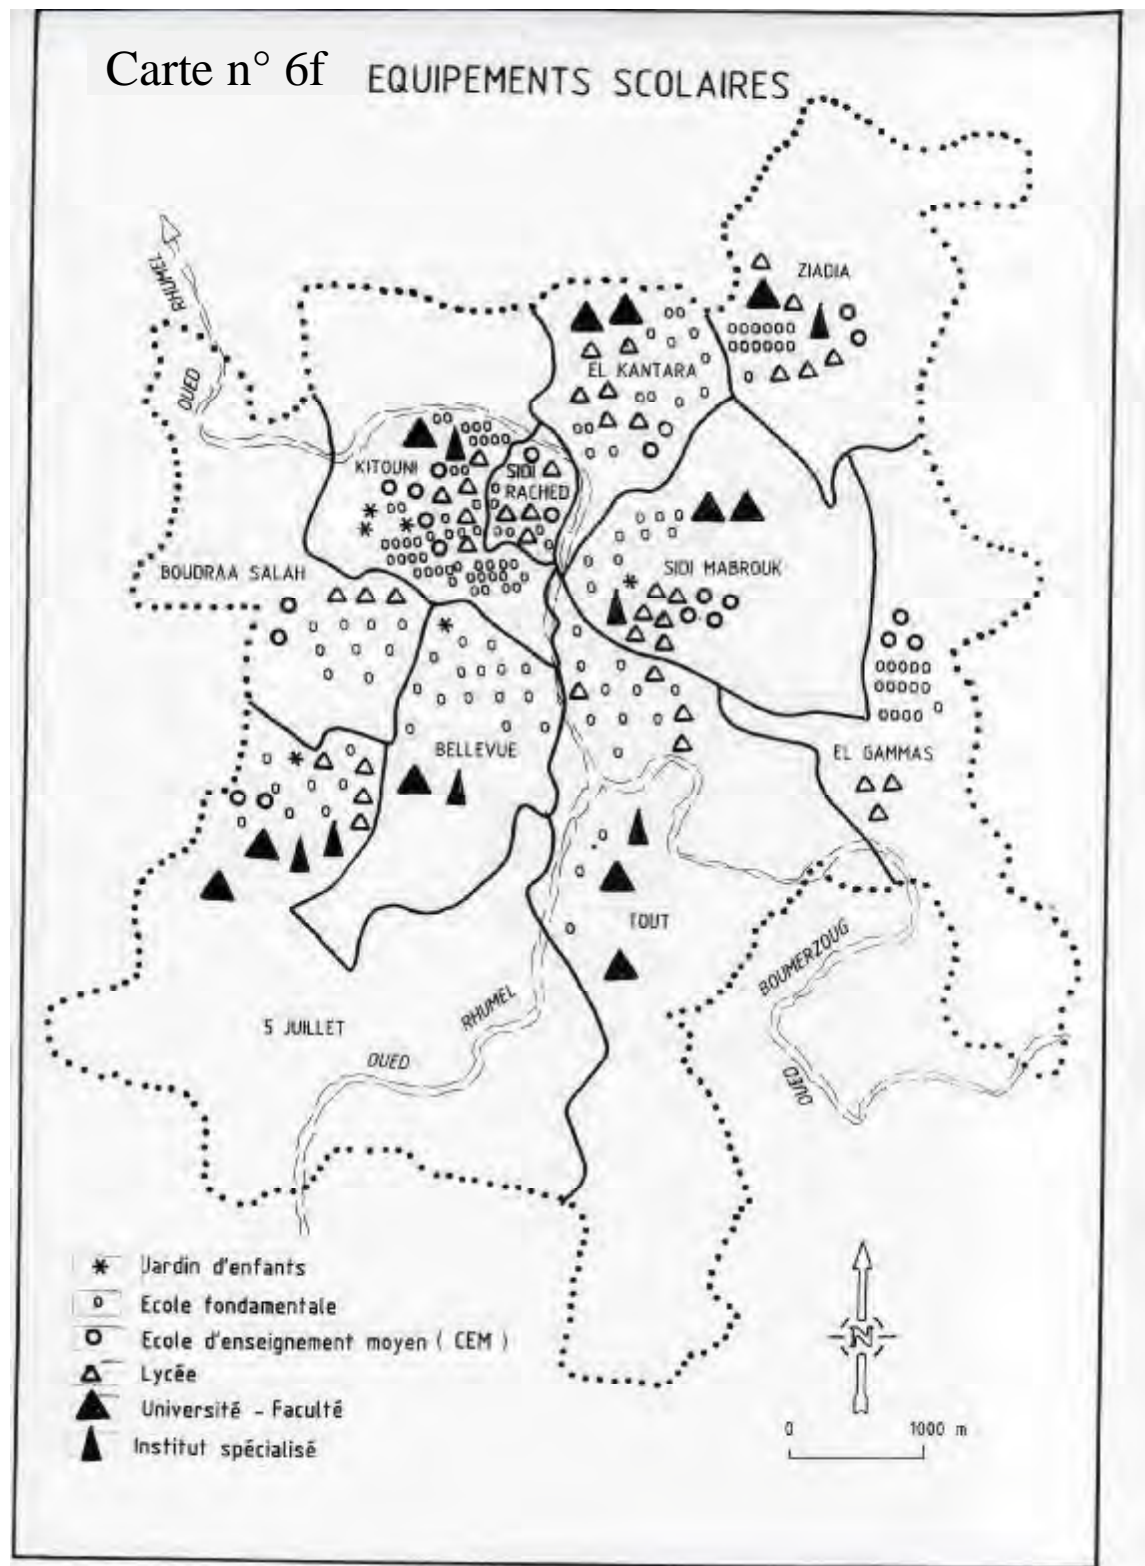 Carte n° 6f
EQUIPEMENTS SCOLAIRES
ZIADIA
RHUMEL
OUED
EL KANTARA
KITOUNI
SIDI
RACHED
SIDI MABROUK
BOUDRAA SALAH
BELLEVUE
EL GAMMAS
TOUT
BOUMERZOUG
OUED
5 JUILLET
RHUMEL
OUED
Jardin d'enfants
Ecole fondamentale
Ecole d'enseignement moyen ( CEM )
Lycée
Université - Faculté
Institut spécialisé
N
0 1000 m